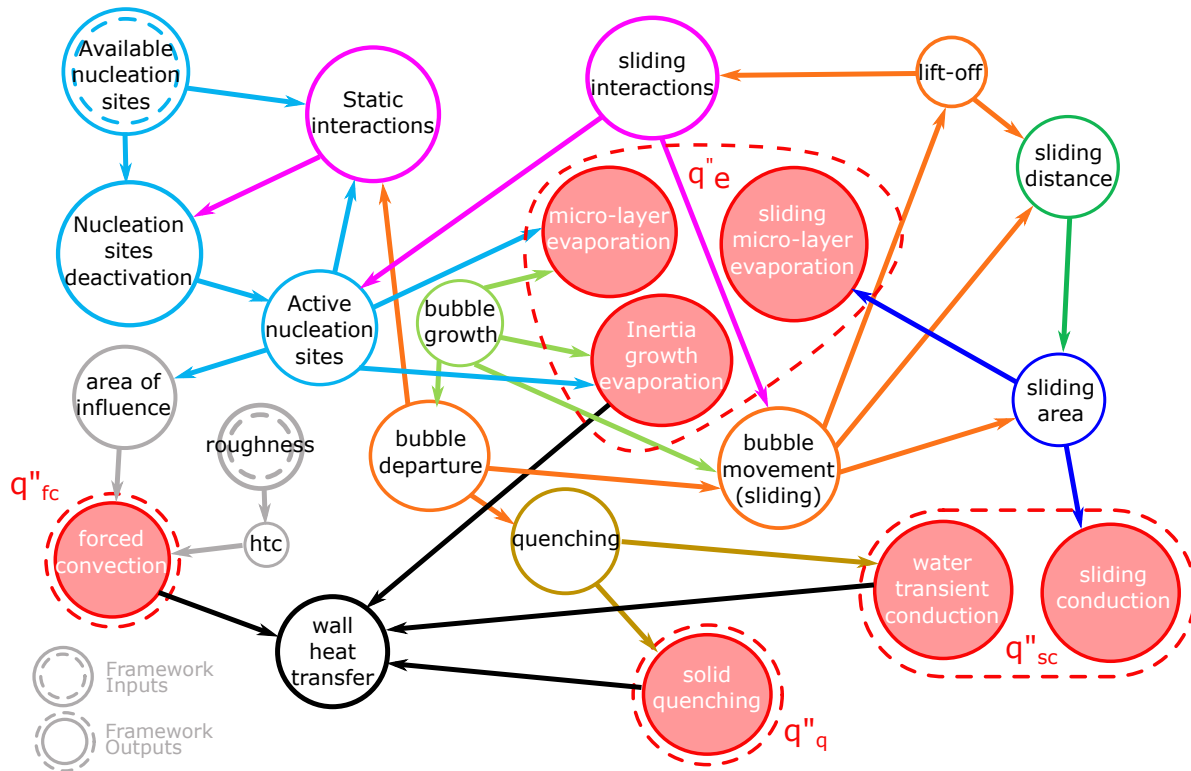 Available
nucleation
sites
Static
interactions
sliding
interactions
lift-off
sliding
distance
q"e
micro-layer
evaporation
sliding
micro-layer
evaporation
Nucleation
sites
deactivation
Active
nucleation
sites
bubble
growth
Inertia
growth
evaporation
area of
influence
roughness
bubble
departure
bubble
movement
(sliding)
sliding
area
q"fc
forced
convection
htc
quenching
water
transient
conduction
sliding
conduction
q"sc
wall
heat
transfer
solid
quenching
q"q
Framework
Inputs
Framework
Outputs